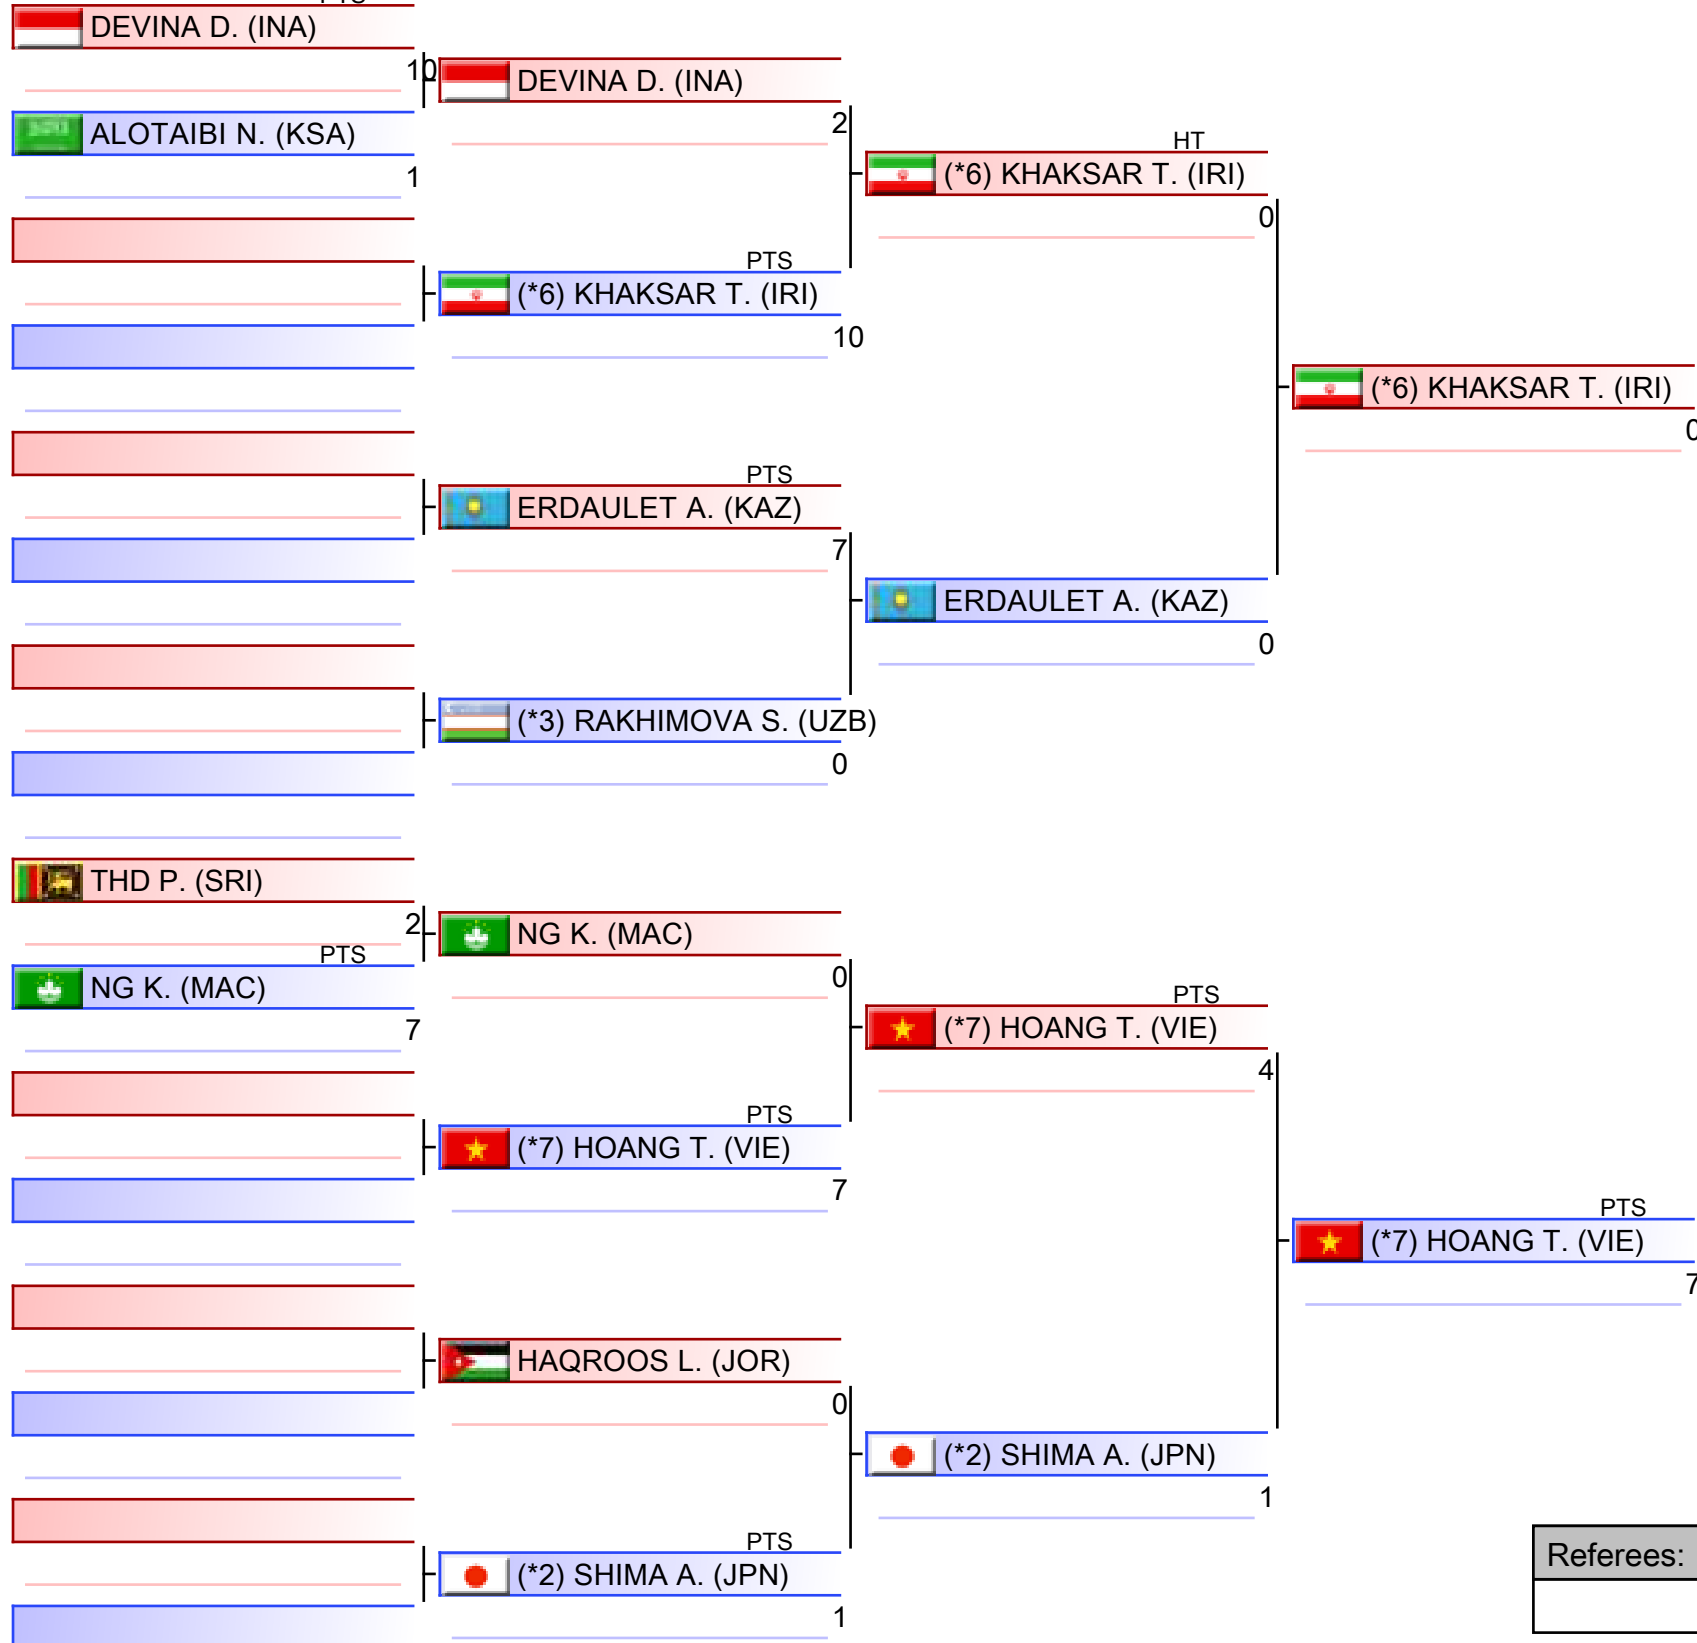 DEVINA D. (INA)
10
ALOTAIBI N. (KSA)
1
THD P. (SRI)
2
PTS
NG K. (MAC)
7
DEVINA D. (INA)
2
PTS
(*6) KHAKSAR T. (IRI)
10
PTS
ERDAULET A. (KAZ)
7
(*3) RAKHIMOVA S. (UZB)
0
NG K. (MAC)
0
PTS
(*7) HOANG T. (VIE)
7
HAQROOS L. (JOR)
0
PTS
(*2) SHIMA A. (JPN)
1
HT
(*6) KHAKSAR T. (IRI)
0
ERDAULET A. (KAZ)
0
PTS
(*7) HOANG T. (VIE)
4
(*2) SHIMA A. (JPN)
1
(*6) KHAKSAR T. (IRI)
0
PTS
(*7) HOANG T. (VIE)
7
Referees: